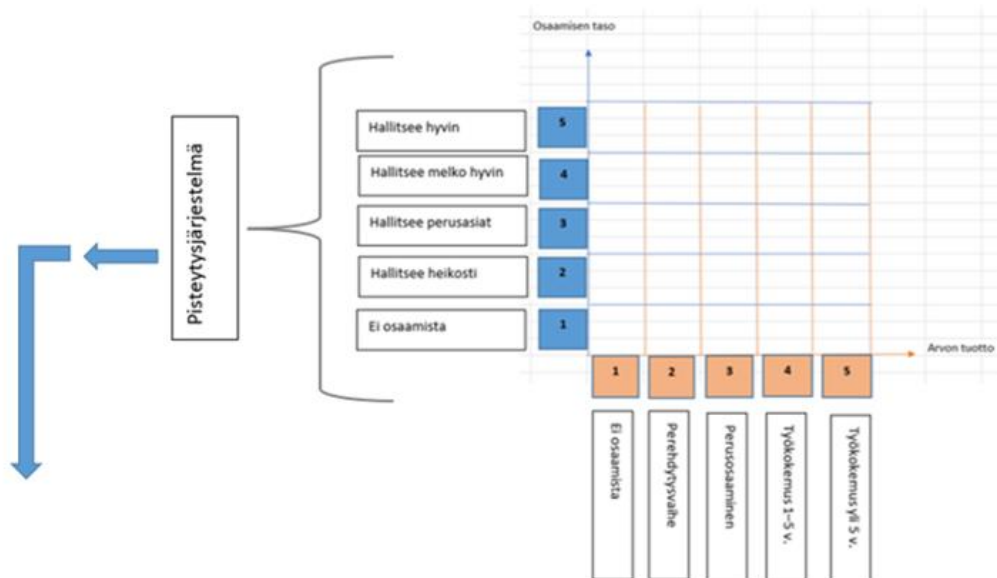 Osaamisen taso
Pisteytysjärjestelmä
Hallitsee hyvin
5
Hallitsee melko hyvin
4
Hallitsee perusasiat
3
Hallitsee heikosti
2
Ei osaamista
1
Arvon tuotto
1
2
3
4
5
Ei osaamista
Perehdytysvaihe
Perusosaaminen
Työkokemus 1–5 v.
Työkokemus yli 5 v.